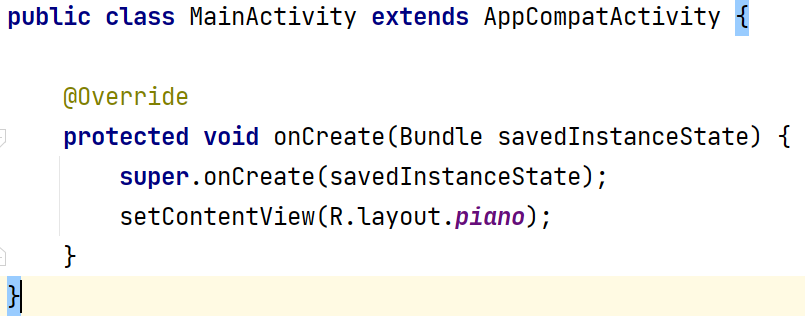 public class MainActivity extends AppCompatActivity {
@Override
protected void onCreate(Bundle savedInstanceState) {
super.onCreate(savedInstanceState);
setContentView(R.layout.piano);
}
}